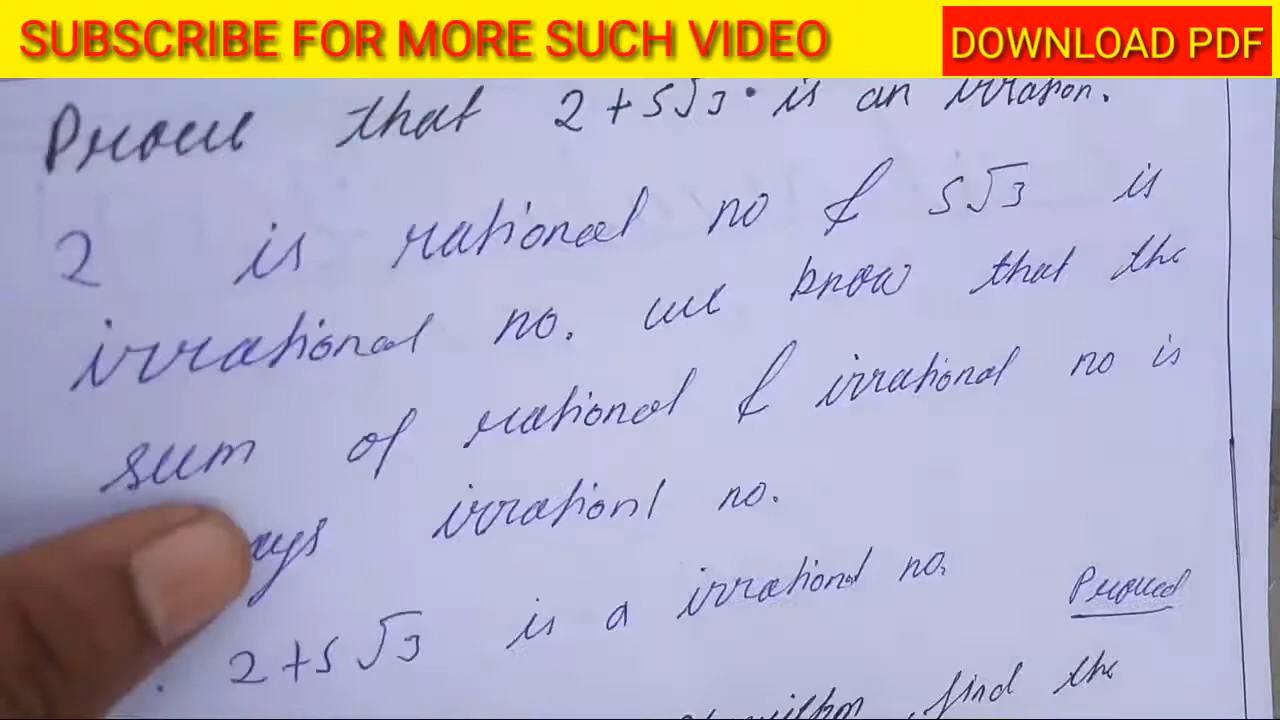 SUBSCRIBE FOR MORE SUCH VIDEO
DOWNLOAD PDF
Prove that 2+5√3 is an irration.
2 is rational no & 5√3 is
irrational no. we know that the
sum of rational & irrational no is
irrationl no.
2+5√3 is a irrational no.
Proved
find the